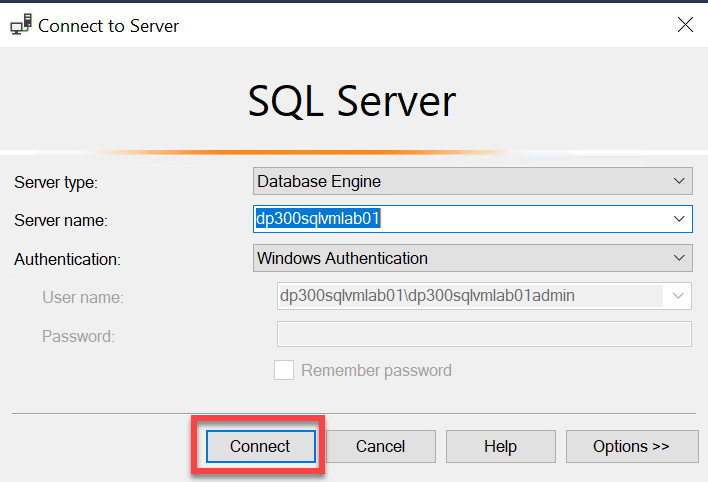 Connect to Server
SQL Server
Server type: Database Engine
Server name: dp300sqlvmlab01
Authentication: Windows Authentication
User name: dp300sqlvmlab01\dp300sqlvmlab01admin
Password:
Remember password
Connect Cancel Help Options >>